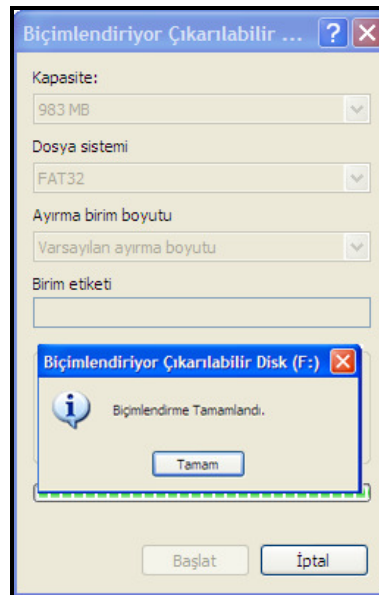 Biçimlendiriyor Çıkarılabilir ...
Kapasite:
983 MB
Dosya sistemi
FAT32
Ayırma birim boyutu
Varsayılan ayırma boyutu
Birim etiketi
Biçimlendiriyor Çıkarılabilir Disk (F:)
Biçimlendirme Tamamlandı.
Tamam
Başlat
İptal